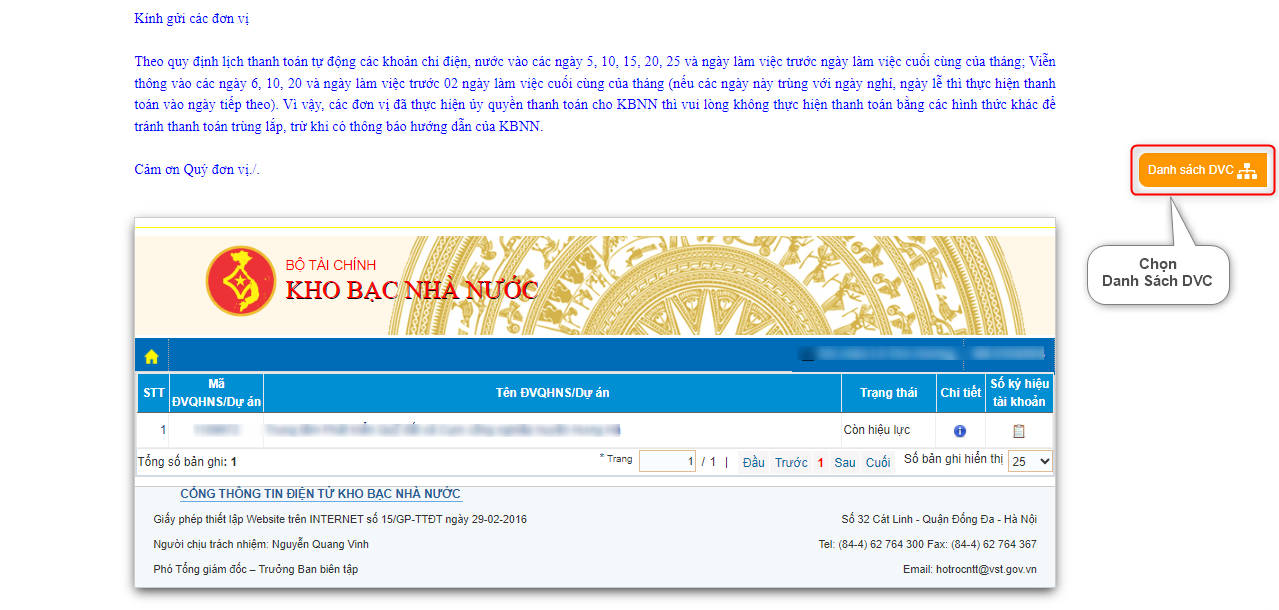 Kính gửi các đơn vị
Theo quy định lịch thanh toán tự động các khoản chi điện, nước vào các ngày 5, 10, 15, 20, 25 và ngày làm việc trước ngày làm việc cuối cùng của tháng; Viễn
thông vào các ngày 6, 10, 20 và ngày làm việc trước 02 ngày làm việc cuối cùng của tháng (nếu các ngày này trùng với ngày nghỉ, ngày lễ thì thực hiện thanh
toán vào ngày tiếp theo). Vì vậy, các đơn vị đã thực hiện ủy quyền thanh toán cho KBNN thì vui lòng không thực hiện thanh toán bằng các hình thức khác để
tránh thanh toán trùng lắp, trừ khi có thông báo hướng dẫn của KBNN.
Cảm ơn Quý đơn vị./.
Danh sách DVC
Chọn
Danh Sách DVC
BỘ TÀI CHÍNH
KHO BẠC NHÀ NƯỚC
STT Mã ĐVQHNS/Dự án Tên ĐVQHNS/Dự án Trạng thái Chi tiết Số ký hiệu tài khoản
1 Còn hiệu lực
Tổng số bản ghi: 1 * Trang 1 / 1 | Đầu Trước 1 Sau Cuối Số bản ghi hiển thị 25
CỔNG THÔNG TIN ĐIỆN TỬ KHO BẠC NHÀ NƯỚC
Giấy phép thiết lập Website trên INTERNET số 15/GP-TTĐT ngày 29-02-2016 Số 32 Cát Linh - Quận Đống Đa - Hà Nội
Người chịu trách nhiệm: Nguyễn Quang Vinh Tel: (84-4) 62 764 300 Fax: (84-4) 62 764 367
Phó Tổng giám đốc – Trưởng Ban biên tập Email: hotrocntt@vst.gov.vn